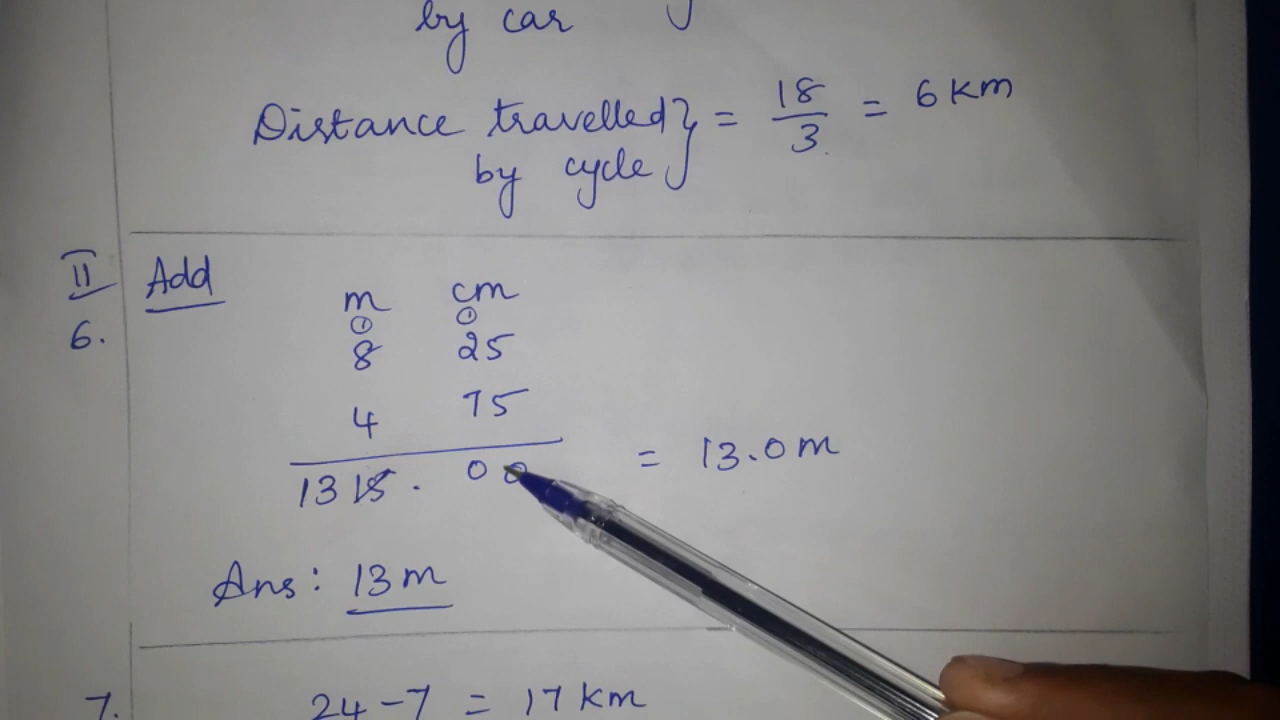 by car }
Distance travelled } = 18/3 = 6 km
by cycle
II Add
6.
m cm
1 1
8 25
4 75
13 15 . 00 = 13.0 m
Ans: 13 m
7. 24 - 7 = 17 km